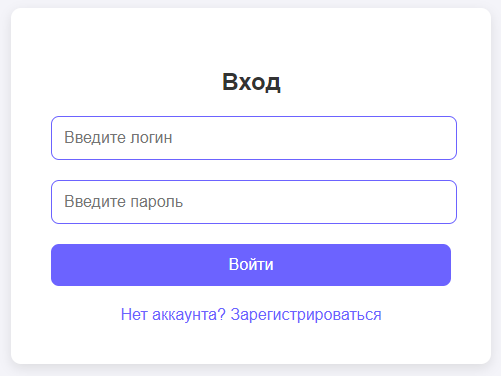 Вход
Введите логин
Введите пароль
Войти
Нет аккаунта? Зарегистрироваться